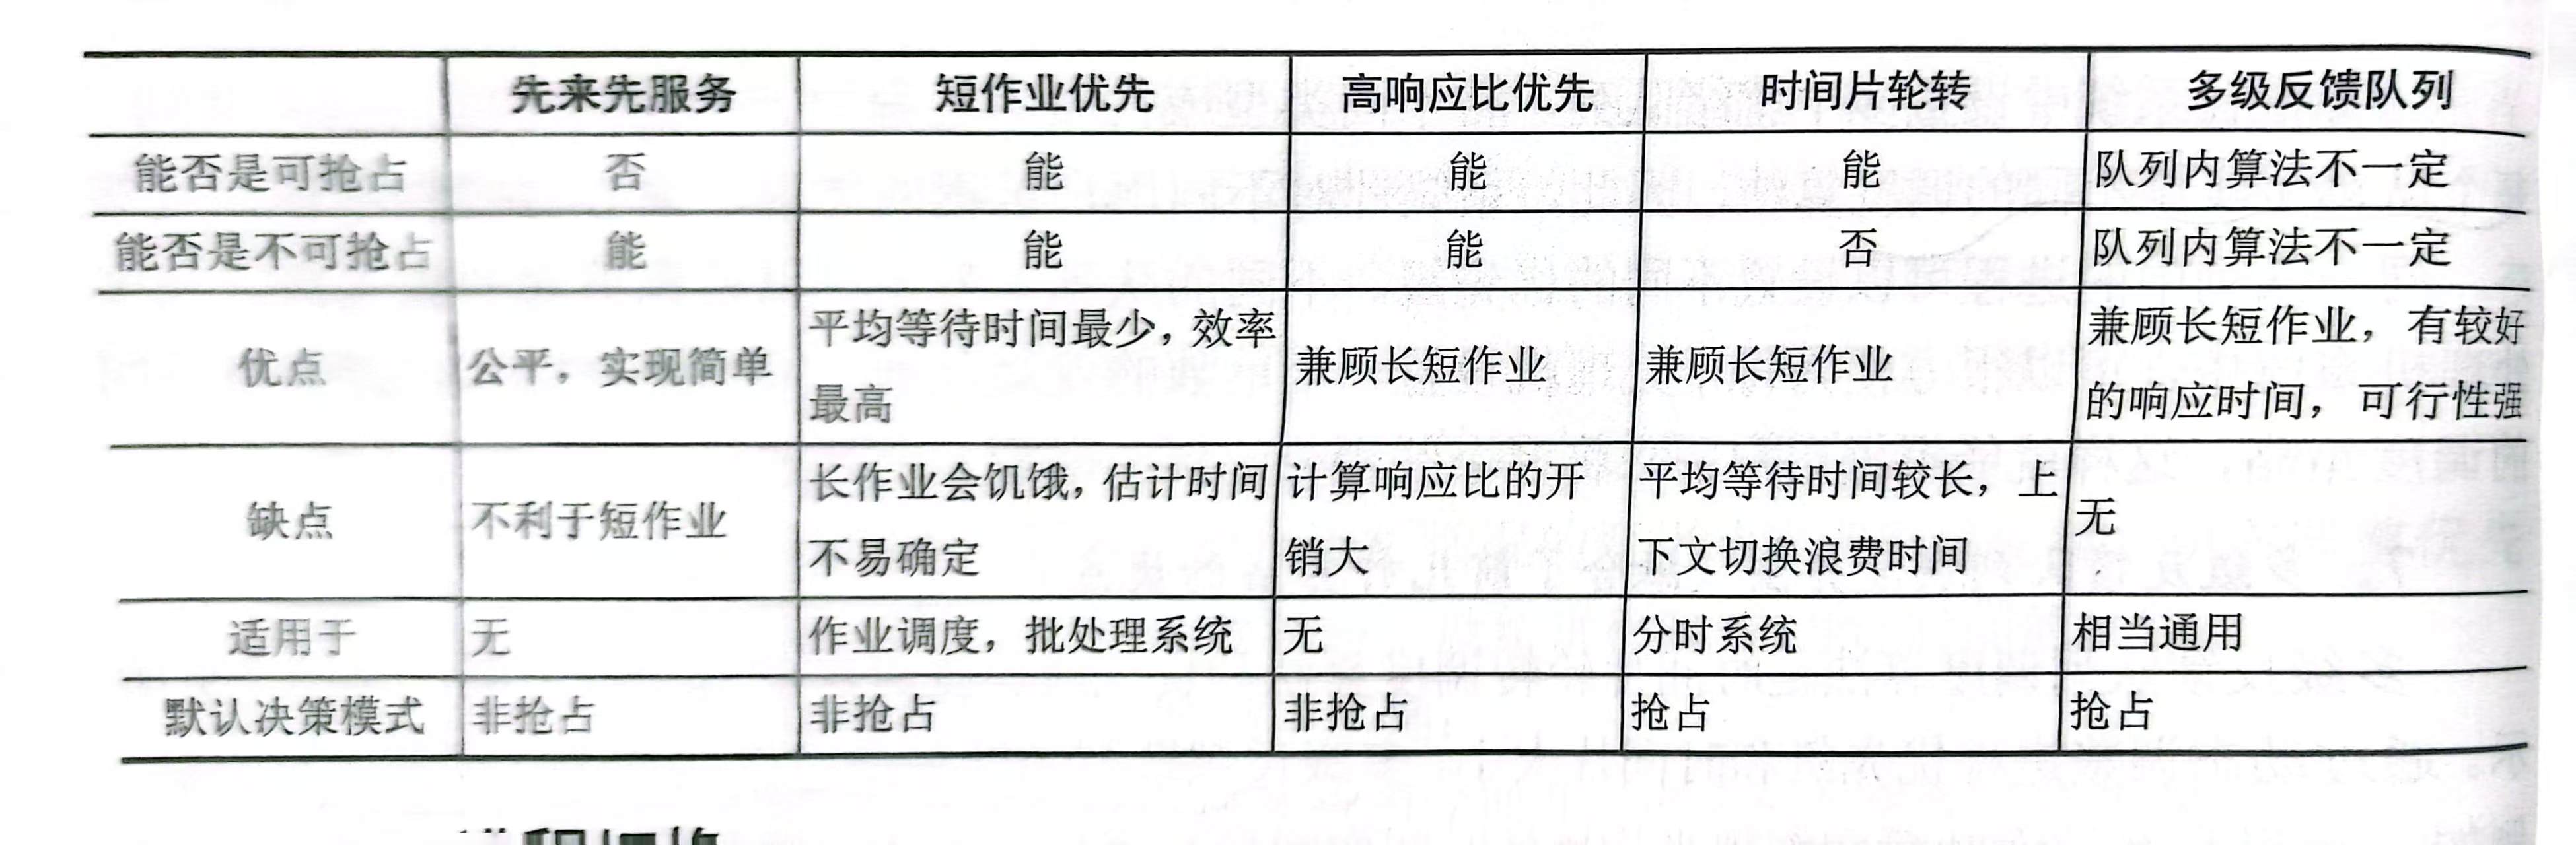 先来先服务 短作业优先 高响应比优先 时间片轮转 多级反馈队列
能否是可抢占 否 能 能 能 队列内算法不一定
能否是不可抢占 能 能 能 否 队列内算法不一定
优点 公平，实现简单 平均等待时间最少，效率最高 兼顾长短作业 兼顾长短作业 兼顾长短作业，有较好的响应时间，可行性强
缺点 不利于短作业 长作业会饥饿，估计时间不易确定 计算响应比的开销大 平均等待时间较长，上下文切换浪费时间 无
适用于 无 作业调度，批处理系统 无 分时系统 相当通用
默认决策模式 非抢占 非抢占 非抢占 抢占 抢占